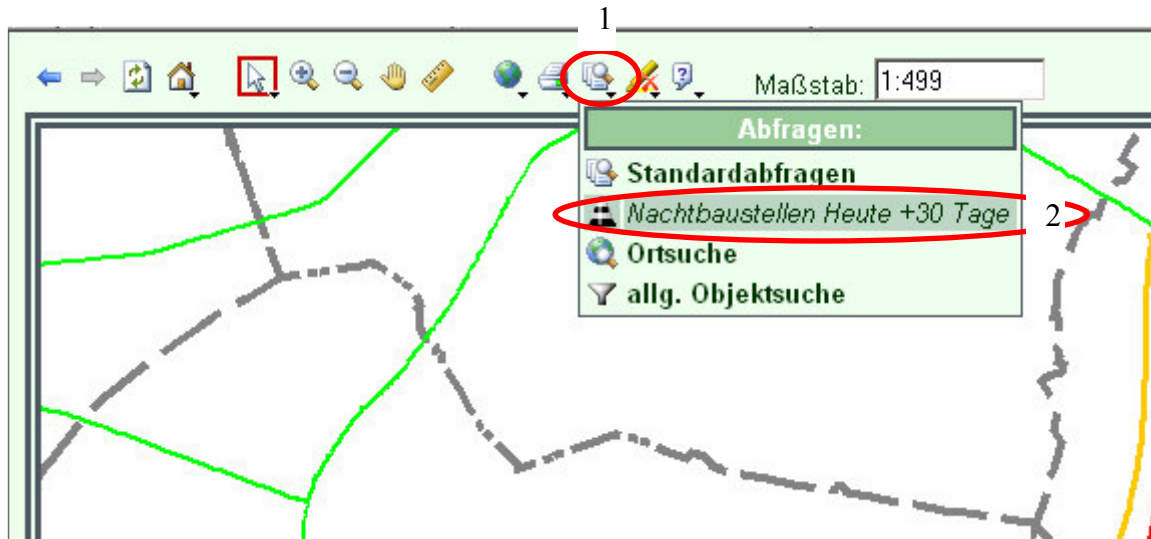 1
Maßstab: 1:499
Abfragen:
Standardabfragen
Nachtbaustellen Heute +30 Tage 2
Ortsuche
allg. Objektsuche